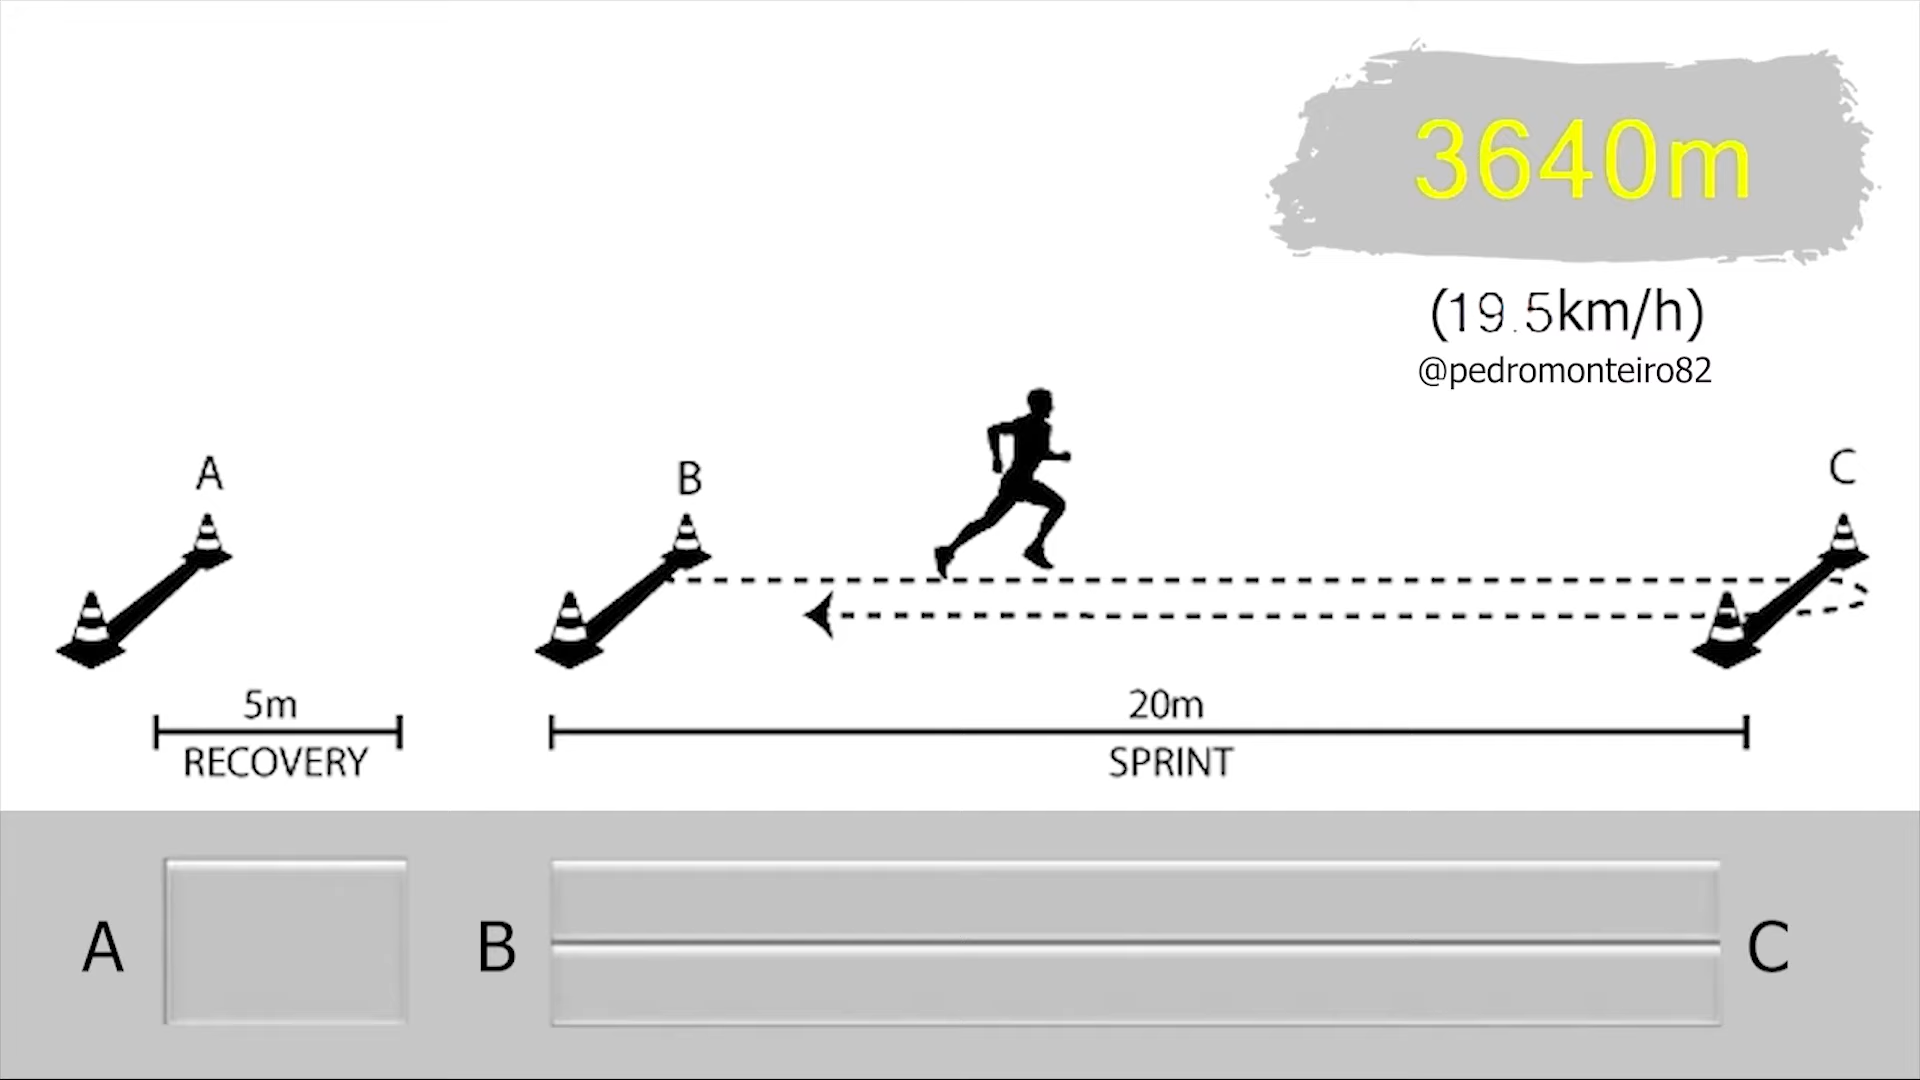 3640m
(19.5km/h)
@pedromonteiro82
A
B
C
5m
20m
RECOVERY
SPRINT
A
B
C